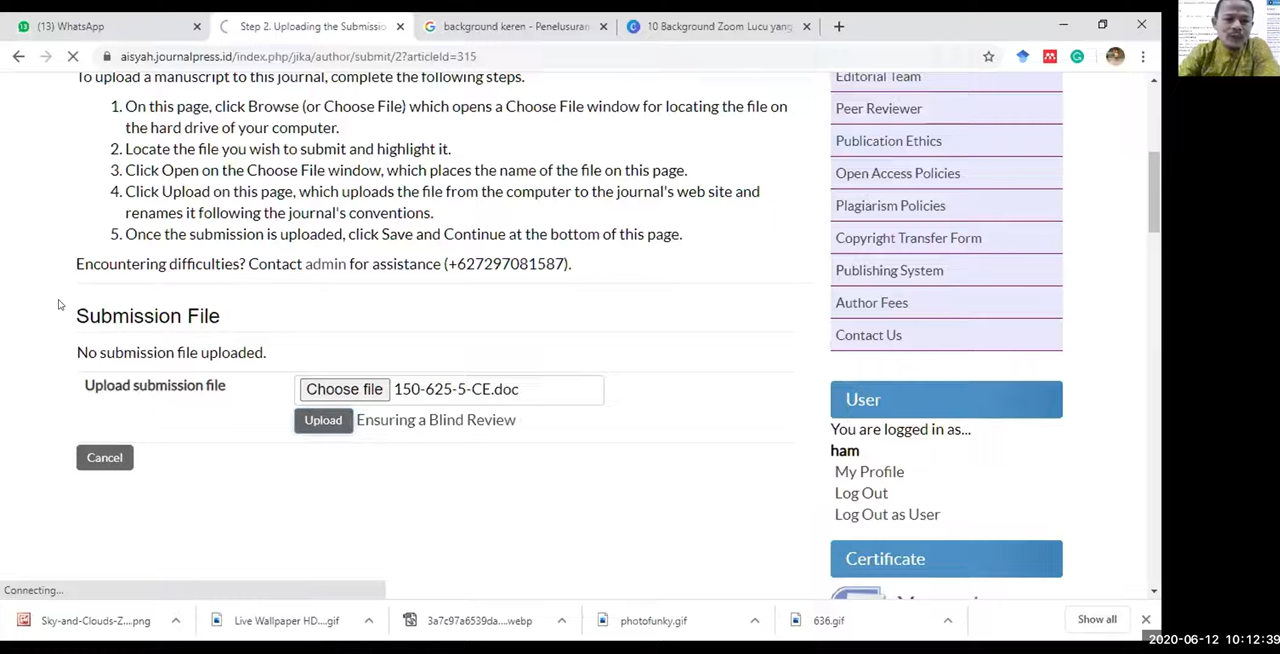 (13) WhatsApp
Step 2. Uploading the Submissio
background keren - Penelusuran
10 Background Zoom Lucu yang
aisyah.journalpress.id/index.php/jika/author/submit/2?articleId=315
To upload a manuscript to this journal, complete the following steps.
1. On this page, click Browse (or Choose File) which opens a Choose File window for locating the file on
the hard drive of your computer.
2. Locate the file you wish to submit and highlight it.
3. Click Open on the Choose File window, which places the name of the file on this page.
4. Click Upload on this page, which uploads the file from the computer to the journal's web site and
renames it following the journal's conventions.
5. Once the submission is uploaded, click Save and Continue at the bottom of this page.
Encountering difficulties? Contact admin for assistance (+627297081587).
Submission File
No submission file uploaded.
Upload submission file
Choose file 150-625-5-CE.doc
Upload Ensuring a Blind Review
Cancel
Editorial Team
Peer Reviewer
Publication Ethics
Open Access Policies
Plagiarism Policies
Copyright Transfer Form
Publishing System
Author Fees
Contact Us
User
You are logged in as...
ham
My Profile
Log Out
Log Out as User
Certificate
Connecting...
Sky-and-Clouds-Z....png
Live Wallpaper HD....gif
3a7c97a6539da....webp
photofunky.gif
636.gif
Show all
2020-06-12 10:12:39